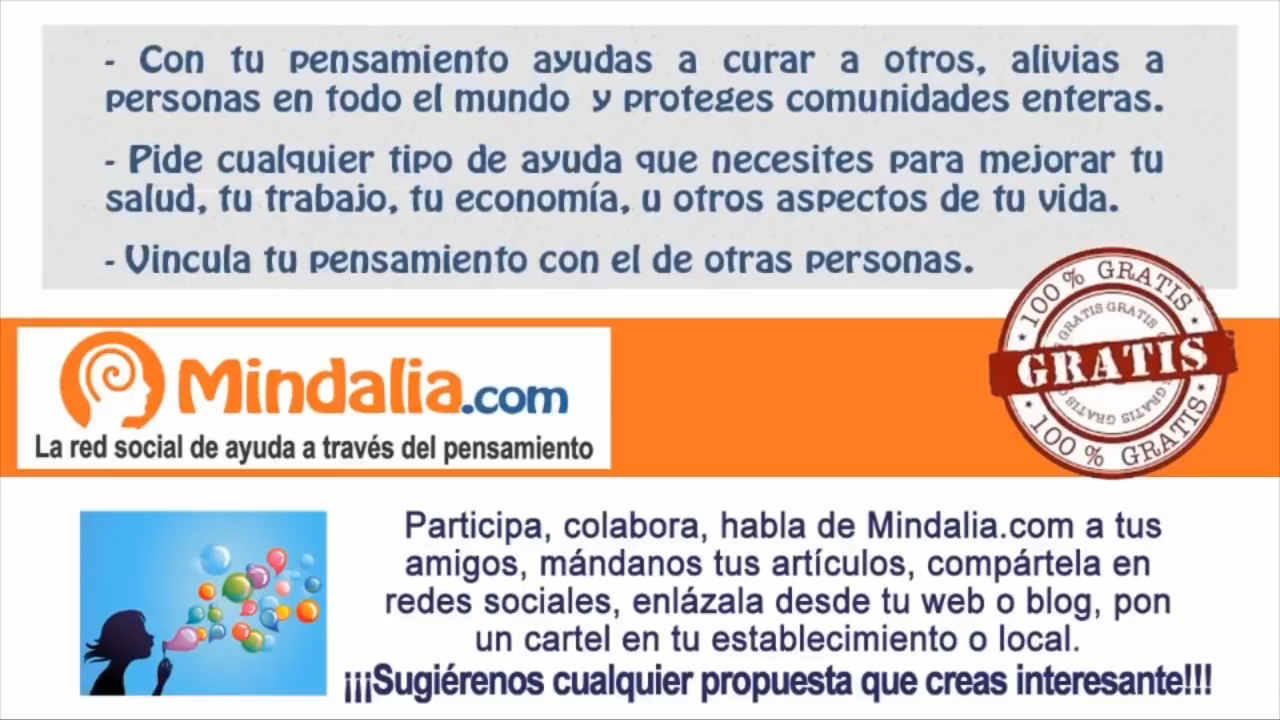 - Con tu pensamiento ayudas a curar a otros, alivias a
personas en todo el mundo y proteges comunidades enteras.
- Pide cualquier tipo de ayuda que necesites para mejorar tu
salud, tu trabajo, tu economía, u otros aspectos de tu vida.
- Vincula tu pensamiento con el de otras personas.
100 % GRATIS
GRATIS GRATIS GRATIS
GRATIS
GRATIS GRATIS GRATIS
100 % GRATIS
Mindalia.com
La red social de ayuda a través del pensamiento
Participa, colabora, habla de Mindalia.com a tus
amigos, mándanos tus artículos, compártela en
redes sociales, enlázala desde tu web o blog, pon
un cartel en tu establecimiento o local.
¡¡¡Sugiérenos cualquier propuesta que creas interesante!!!